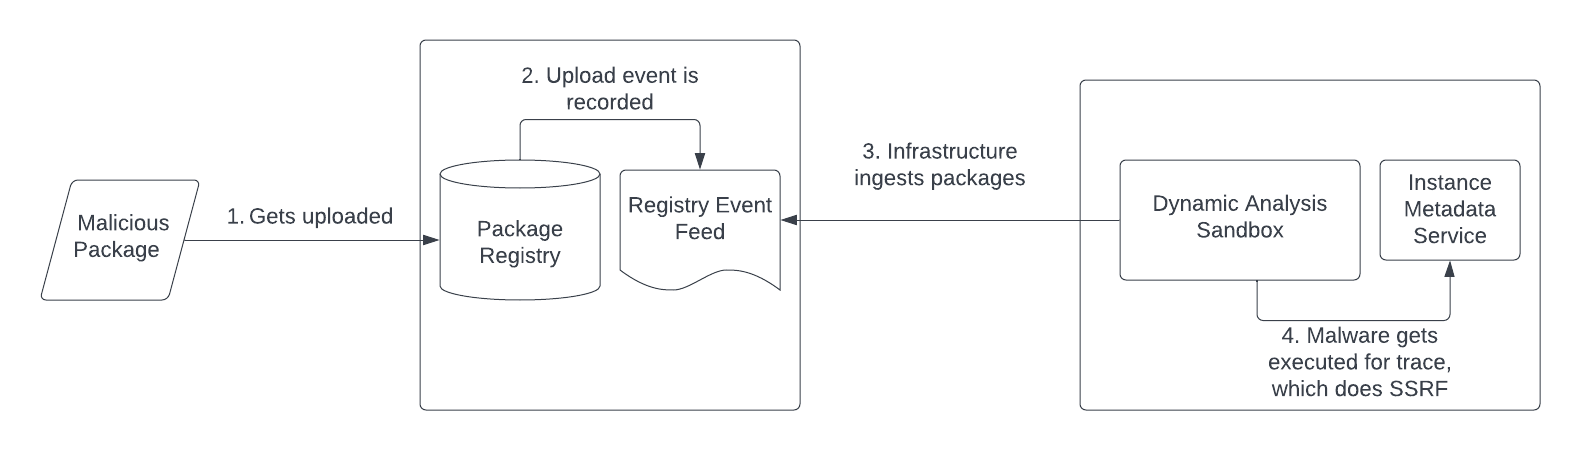 Malicious
Package
1. Gets uploaded
2. Upload event is
recorded
Package
Registry
Registry Event
Feed
3. Infrastructure
ingests packages
Dynamic Analysis
Sandbox
Instance
Metadata
Service
4. Malware gets
executed for trace,
which does SSRF